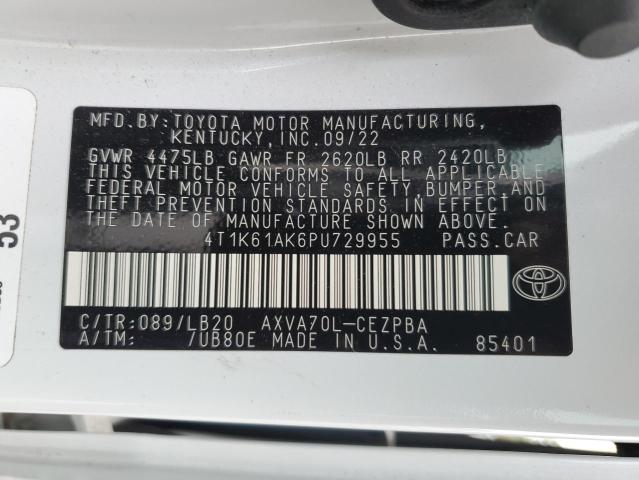 MFD.BY:TOYOTA MOTOR MANUFACTURING,
KENTUCKY,INC.09/22
GVWR 4475LB GAWR FR 2620LB RR 2420LB
THIS VEHICLE CONFORMS TO ALL APPLICABLE
FEDERAL MOTOR VEHICLE SAFETY,BUMPER,AND
THEFT PREVENTION STANDARDS IN EFFECT ON
THE DATE OF MANUFACTURE SHOWN ABOVE.
4T1K61AK6PU729955 PASS.CAR
C/TR:089/LB20 AXVA70L-CEZPBA
A/TM: /UB80E MADE IN U.S.A. 85401
53